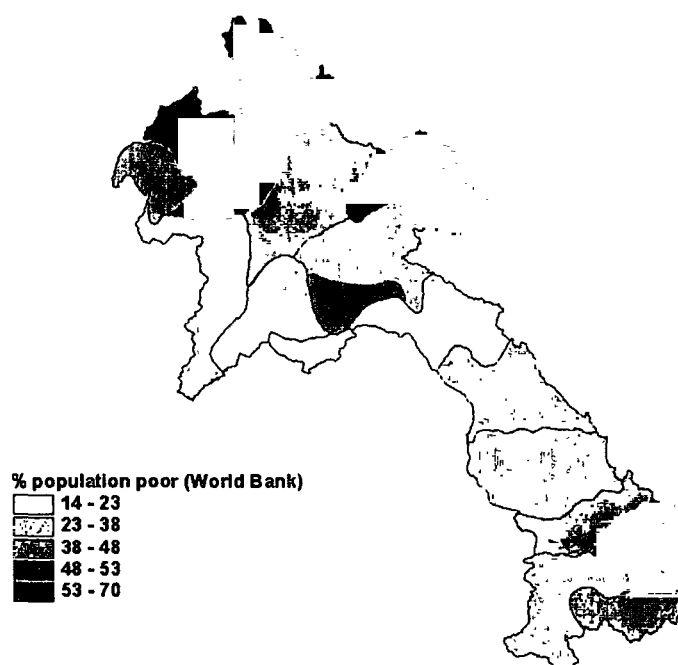 % population poor (World Bank)
14 - 23
23 - 38
38 - 48
48 - 53
53 - 70